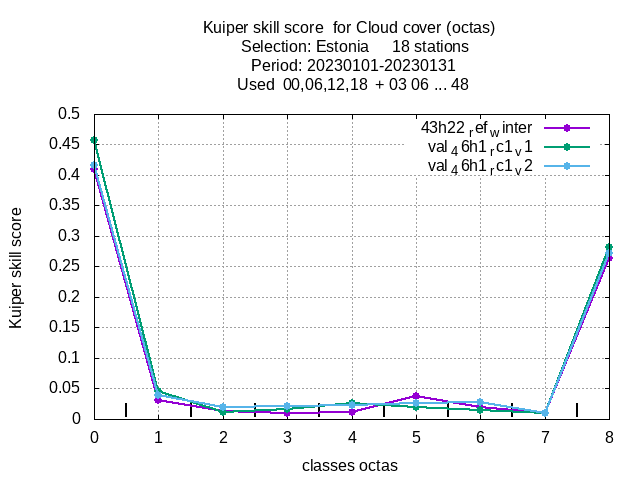 Kuiper skill score  for Cloud cover (octas)
Selection: Estonia     18 stations
Period: 20230101-20230131
Used  00,06,12,18  + 03 06 ... 48
43h22refwinter
val46h1rc1v1
val46h1rc1v2
0.5
0.45
0.4
0.35
0.3
0.25
0.2
0.15
0.1
0.05
0
Kuiper skill score
0 1 2 3 4 5 6 7 8
classes octas